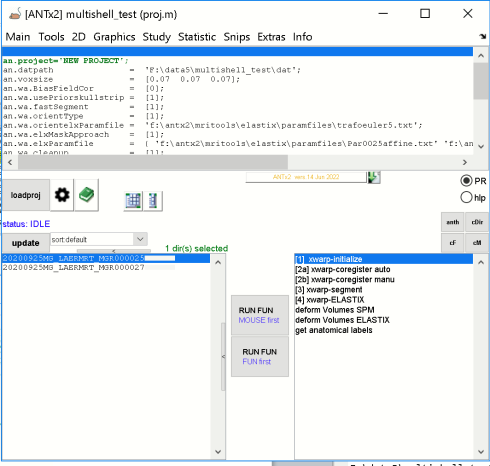 [ANTx2] multishell_test (proj.m)
Main Tools 2D Graphics Study Statistic Snips Extras Info
an.project='NEW PROJECT';
an.datpath = 'F:\data5\multishell_test\dat';
an.voxsize = [0.07 0.07 0.07];
an.wa.BiasFieldCor = [0];
an.wa.usePriorskullstrip = [1];
an.wa.fastSegment = [1];
an.wa.orientType = [1];
an.wa.orientelxParamfile = 'f:\antx2\mritools\elastix\paramfiles\trafoeuler5.txt';
an.wa.elxMaskApproach = [1];
an.wa.elxParamfile = { 'f:\antx2\mritools\elastix\paramfiles\Par0025affine.txt' 'f:\an
an.wa.cleanup = [1];
ANTx2 vers.14-Jun-2022
PR
loadproj
hlp
status: IDLE
anth cDir
update sort:default
cF cM
1 dir(s) selected
20200925MG_LAERMRT_MGR000025
20200925MG_LAERMRT_MGR000027
RUN FUN
MOUSE first
RUN FUN
FUN first
[1] xwarp-initialize
[2a] xwarp-coregister auto
[2b] xwarp-coregister manu
[3] xwarp-segment
[4] xwarp-ELASTIX
deform Volumes SPM
deform Volumes ELASTIX
get anatomical labels